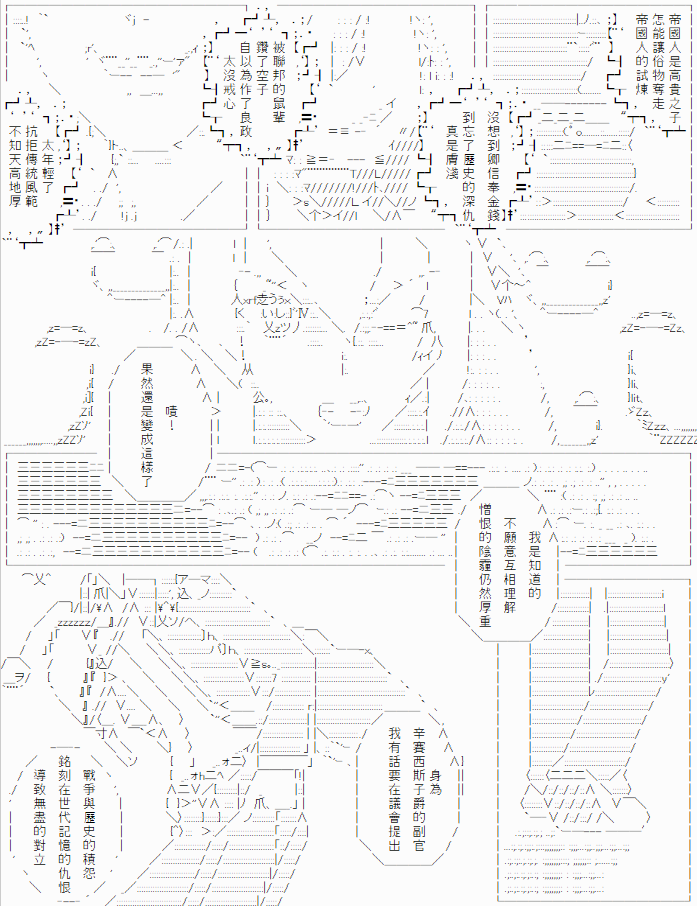 帝國人是高貴之子
怎能讓俗物奪走
帝國人的試煉
沒想到卿信奉金錢
到忘了歷史的深仇
真是膚淺
被聯邦的鼠輩
鑽了空子
自以為作了良政
太沒戒心了
太年輕了
抗拒傳統風範
不知天高地厚
嘖！
果然還是變成這樣了
我是知道的
不願意互相理解
憎恨的陰霾仍然厚重
身為
辛賽西斯子爵的副官
我有話要在議會提出
戰爭與歷史的積怨
銘刻在世代記憶的仇恨
導致無盡的對立